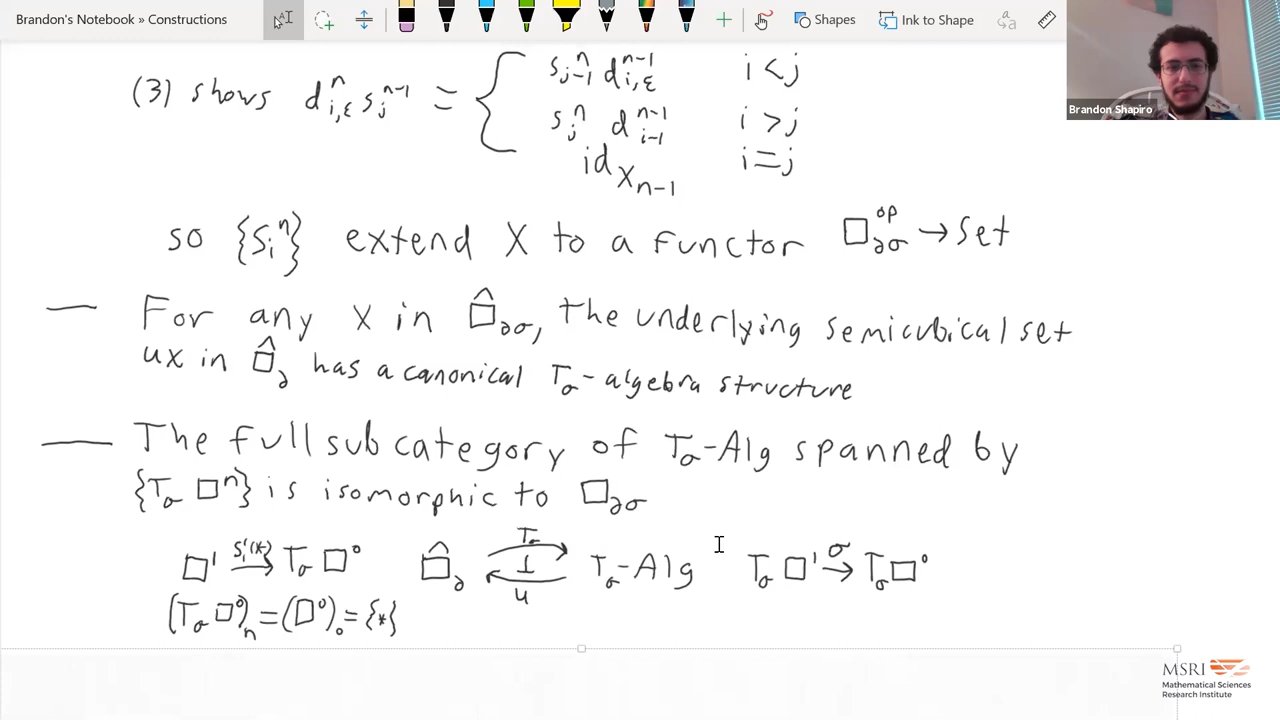 Brandon's Notebook » Constructions
Shapes
Ink to Shape
Brandon Shapiro
(3) shows d^n_{i,ε} s^{n-1}_j = { s^n_{j-1} d^{n-1}_{i,ε} i < j
s^n_j d^{n-1}_{i-1} i > j
id_{X_{n-1}} i = j
so {s^n_i} extend X to a functor □^{op}_{∂σ} → Set
— For any X in □̂_{∂σ}, the underlying semicubical set
UX in □̂_∂ has a canonical T_σ-algebra structure
— The full subcategory of T_σ-Alg spanned by
{T_σ □^n} is isomorphic to □_{∂σ}
□^1 →^{s^1_1(*)} T_σ □^0
□̂_∂ T_σ ⊥ U T_σ-Alg
T_σ □^1 →^σ T_σ □^0
(T_σ □^0)_n = (□^0)_0 = {*}
MSRI
Mathematical Sciences
Research Institute